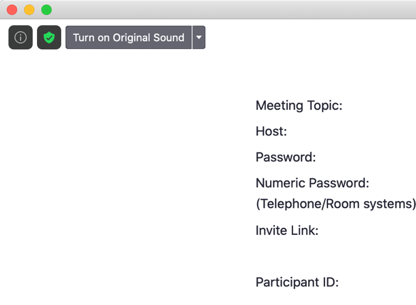 Turn on Original Sound
Meeting Topic:
Host:
Password:
Numeric Password:
(Telephone/Room systems)
Invite Link:
Participant ID: